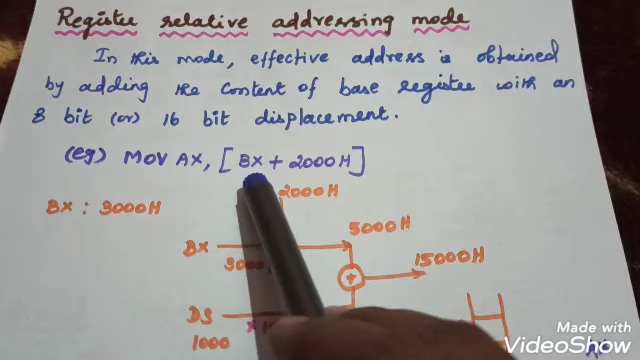 Register relative addressing mode
In this mode, effective address is obtained
by adding the content of base register with an
8 bit (or) 16 bit displacement.
(eg) MOV AX, [BX + 2000H]
2000H
BX : 3000H
5000H
BX
15000H
3000
+
DS
1000
Made with
VideoShow